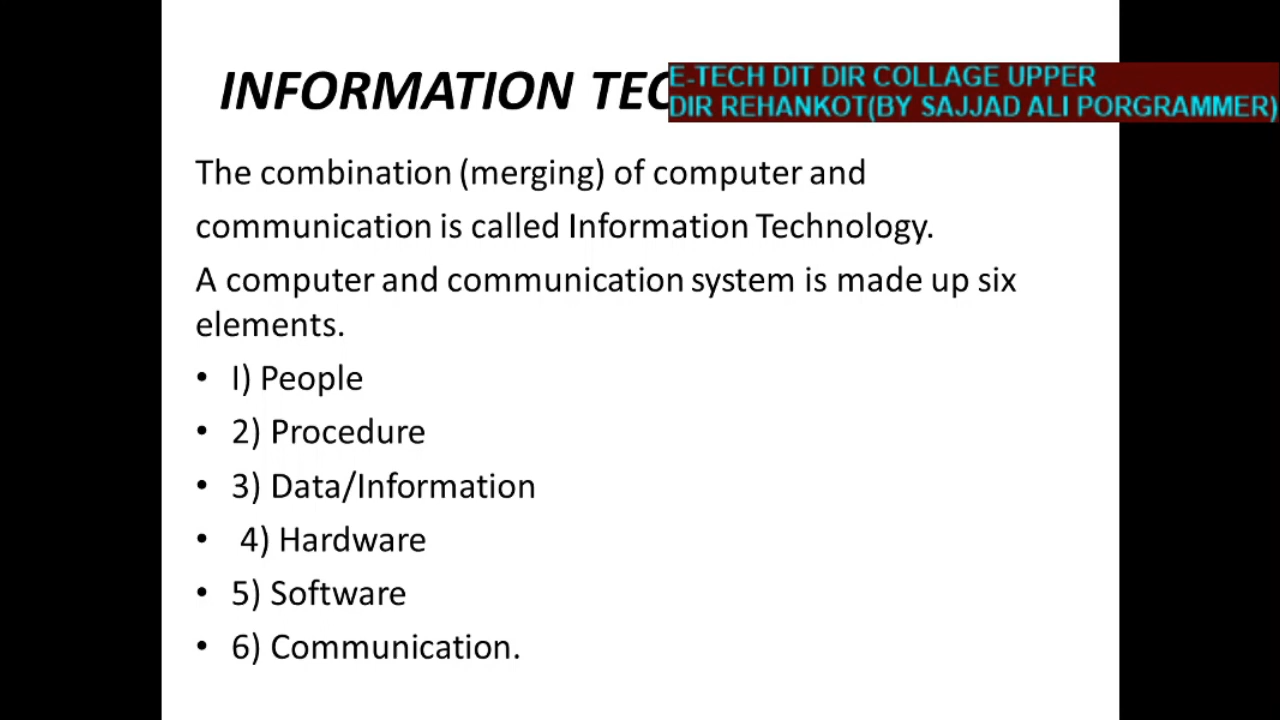 INFORMATION
E-TECH DIT DIR COLLAGE UPPER
DIR REHANKOT(BY SAJJAD ALI PORGRAMMER)
The combination (merging) of computer and
communication is called Information Technology.
A computer and communication system is made up six
elements.
• I) People
• 2) Procedure
• 3) Data/Information
• 4) Hardware
• 5) Software
• 6) Communication.